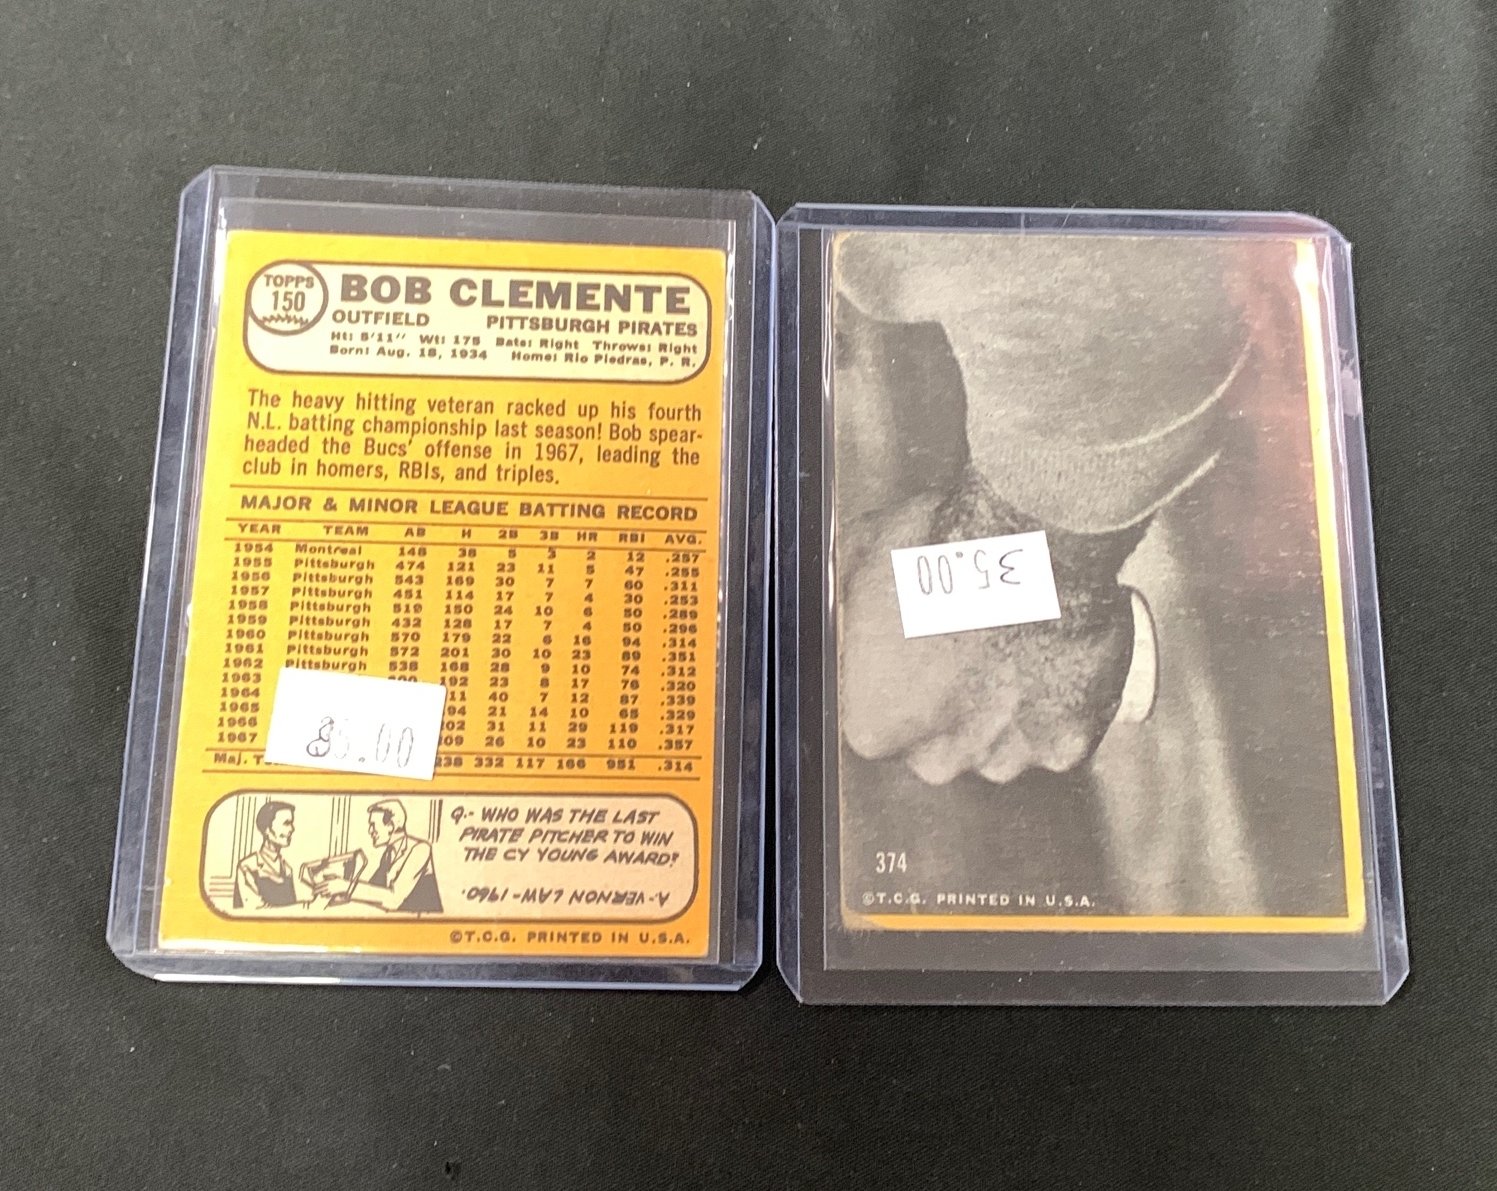 TOPPS
150
BOB CLEMENTE
OUTFIELD PITTSBURGH PIRATES
Ht: 5'11" Wt: 175 Bats: Right Throws: Right
Born: Aug. 18, 1934 Home: Rio Piedras, P. R.
The heavy hitting veteran racked up his fourth
N.L. batting championship last season! Bob spear-
headed the Bucs' offense in 1967, leading the
club in homers, RBIs, and triples.
MAJOR & MINOR LEAGUE BATTING RECORD
YEAR TEAM AB H 2B 3B HR RBI AVG.
1954 Montreal 148 38 5 3 2 12 .257
1955 Pittsburgh 474 121 23 11 5 47 .255
1956 Pittsburgh 543 169 30 7 7 60 .311
1957 Pittsburgh 451 114 17 7 4 30 .253
1958 Pittsburgh 519 150 24 10 6 50 .289
1959 Pittsburgh 432 128 17 7 4 50 .296
1960 Pittsburgh 570 179 22 6 16 94 .314
1961 Pittsburgh 572 201 30 10 23 89 .351
1962 Pittsburgh 538 168 28 9 10 74 .312
1963 192 23 8 17 76 .320
1964 11 40 7 12 87 .339
1965 94 21 14 10 65 .329
1966 02 31 11 29 119 .317
1967 09 26 10 23 110 .357
Maj. T 238 332 117 166 951 .314
85.00
Q.- WHO WAS THE LAST
PIRATE PITCHER TO WIN
THE CY YOUNG AWARD?
A. VERNON LAW - 1960.
©T.C.G. PRINTED IN U.S.A.
35.00
374
©T.C.G. PRINTED IN U.S.A.